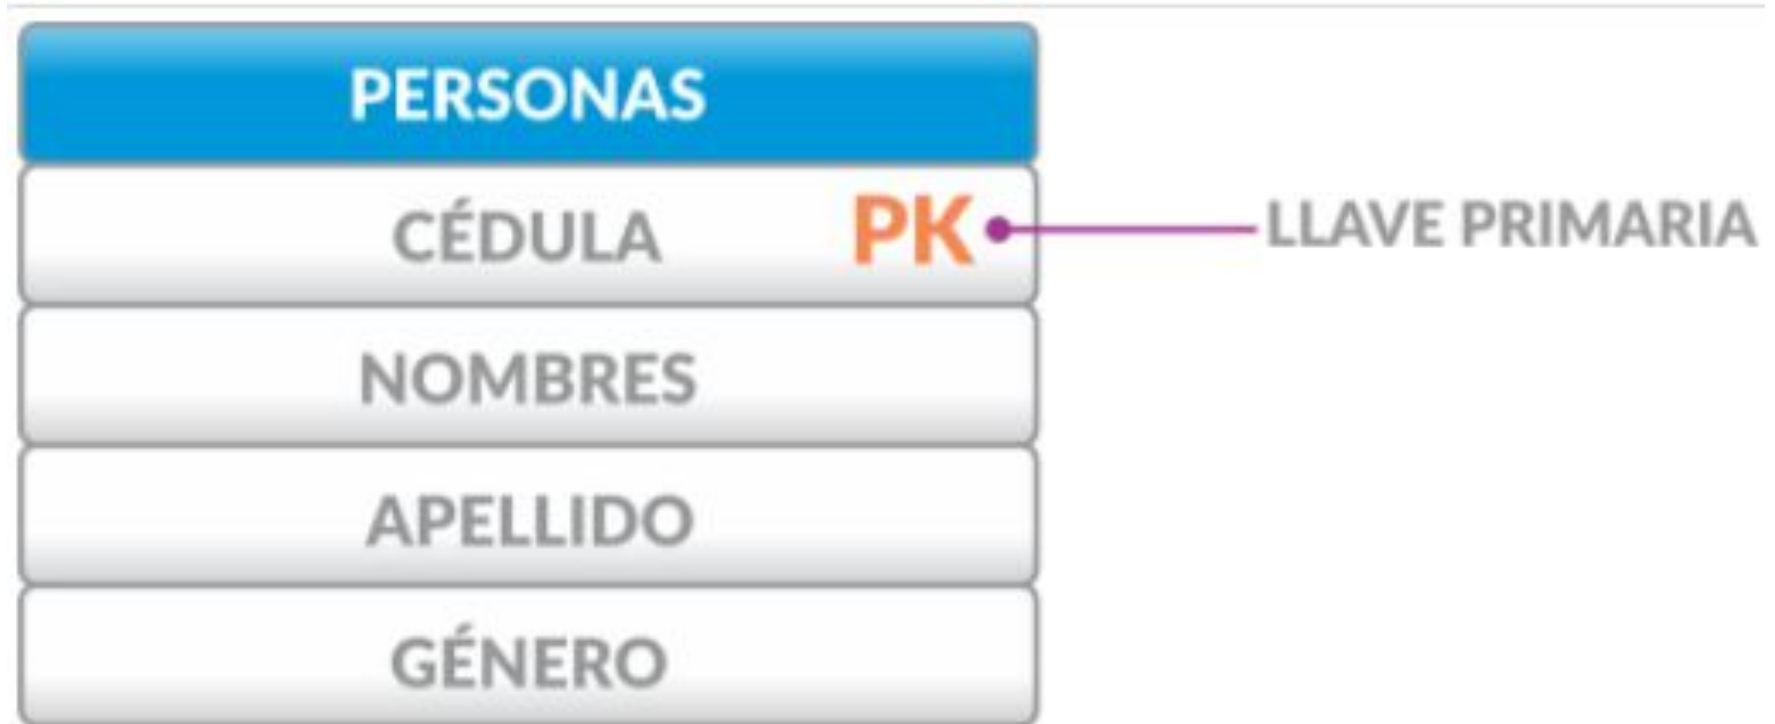 PERSONAS
CÉDULA PK LLAVE PRIMARIA
NOMBRES
APELLIDO
GÉNERO